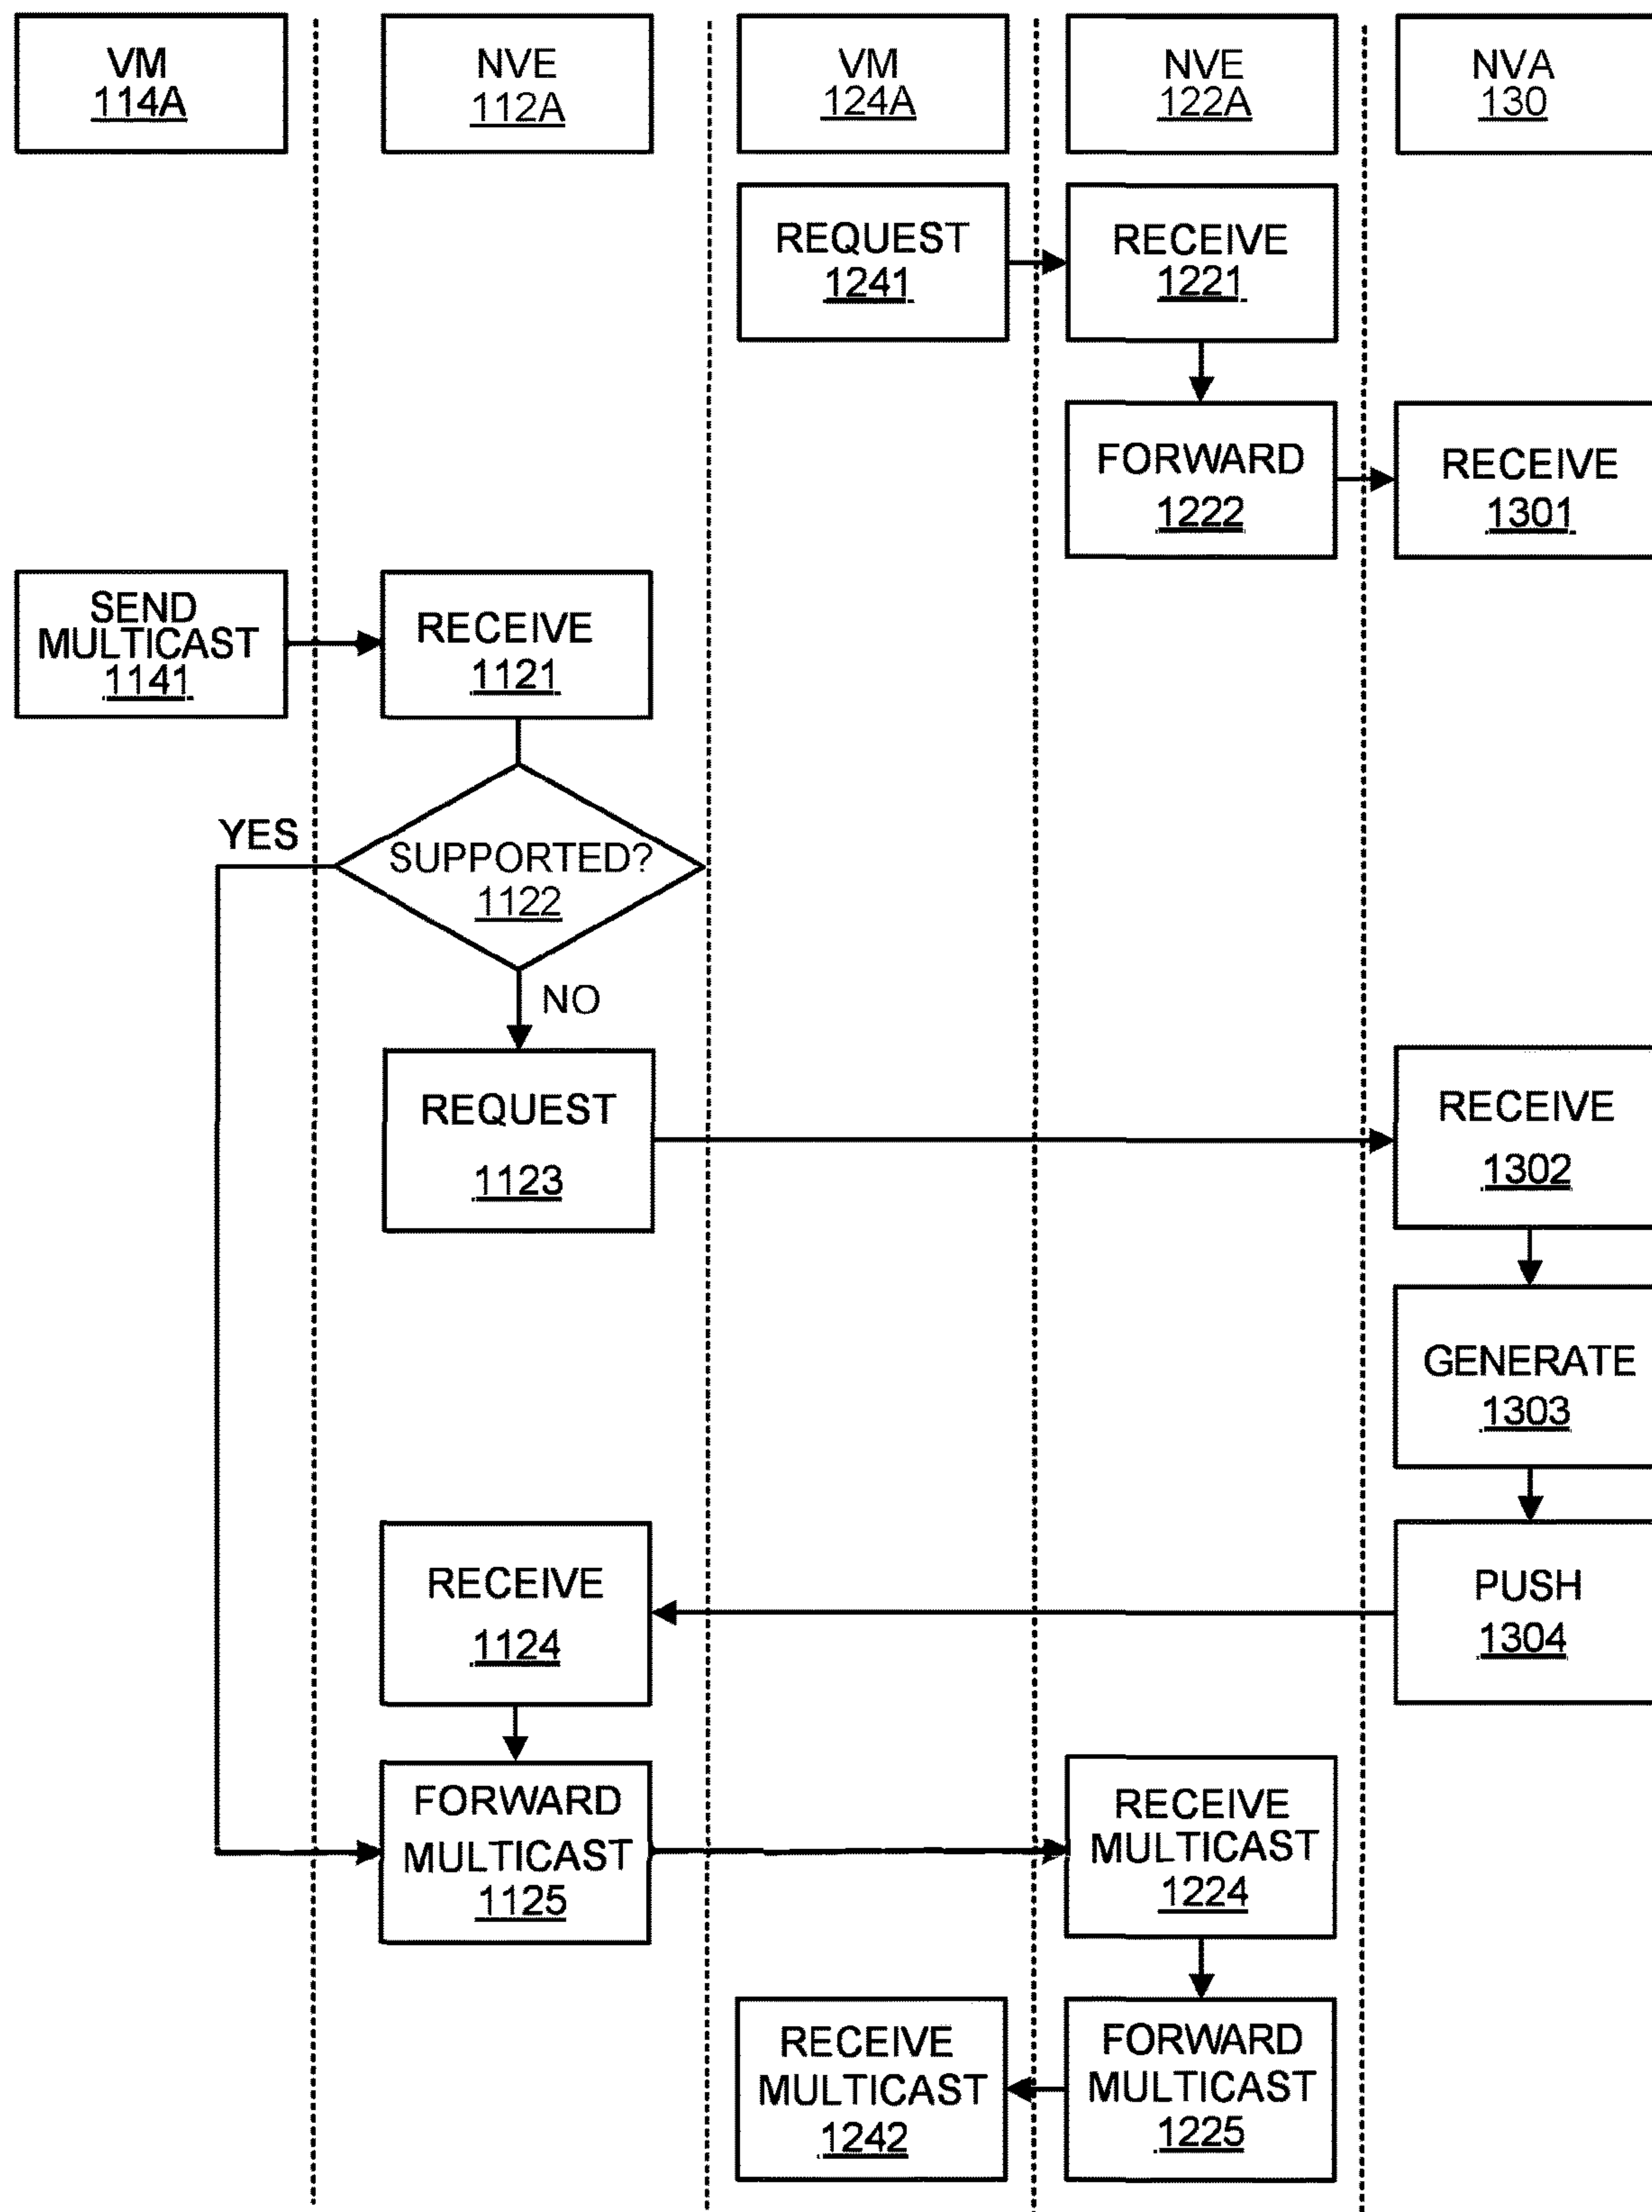 VM
114A
NVE
112A
VM
124A
NVE
122A
NVA
130
REQUEST
1241
RECEIVE
1221
FORWARD
1222
RECEIVE
1301
SEND
MULTICAST
1141
RECEIVE
1121
YES
SUPPORTED?
1122
NO
REQUEST
1123
RECEIVE
1302
GENERATE
1303
RECEIVE
1124
PUSH
1304
FORWARD
MULTICAST
1125
RECEIVE
MULTICAST
1224
RECEIVE
MULTICAST
1242
FORWARD
MULTICAST
1225